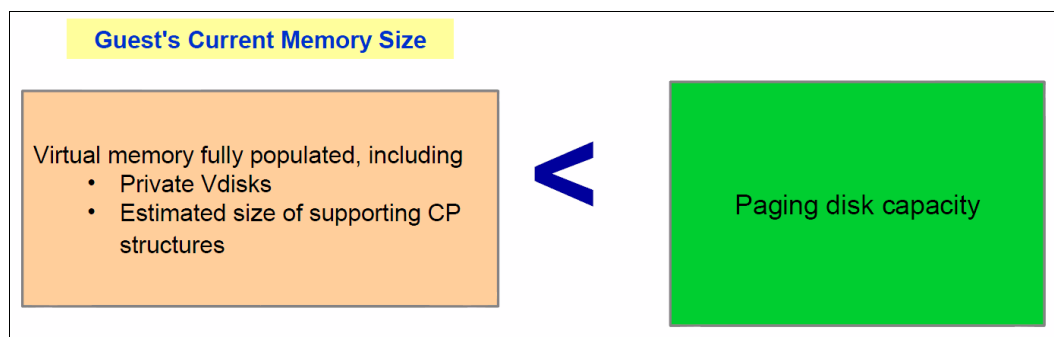 Guest's Current Memory Size
Virtual memory fully populated, including
• Private Vdisks
• Estimated size of supporting CP
structures
<
Paging disk capacity